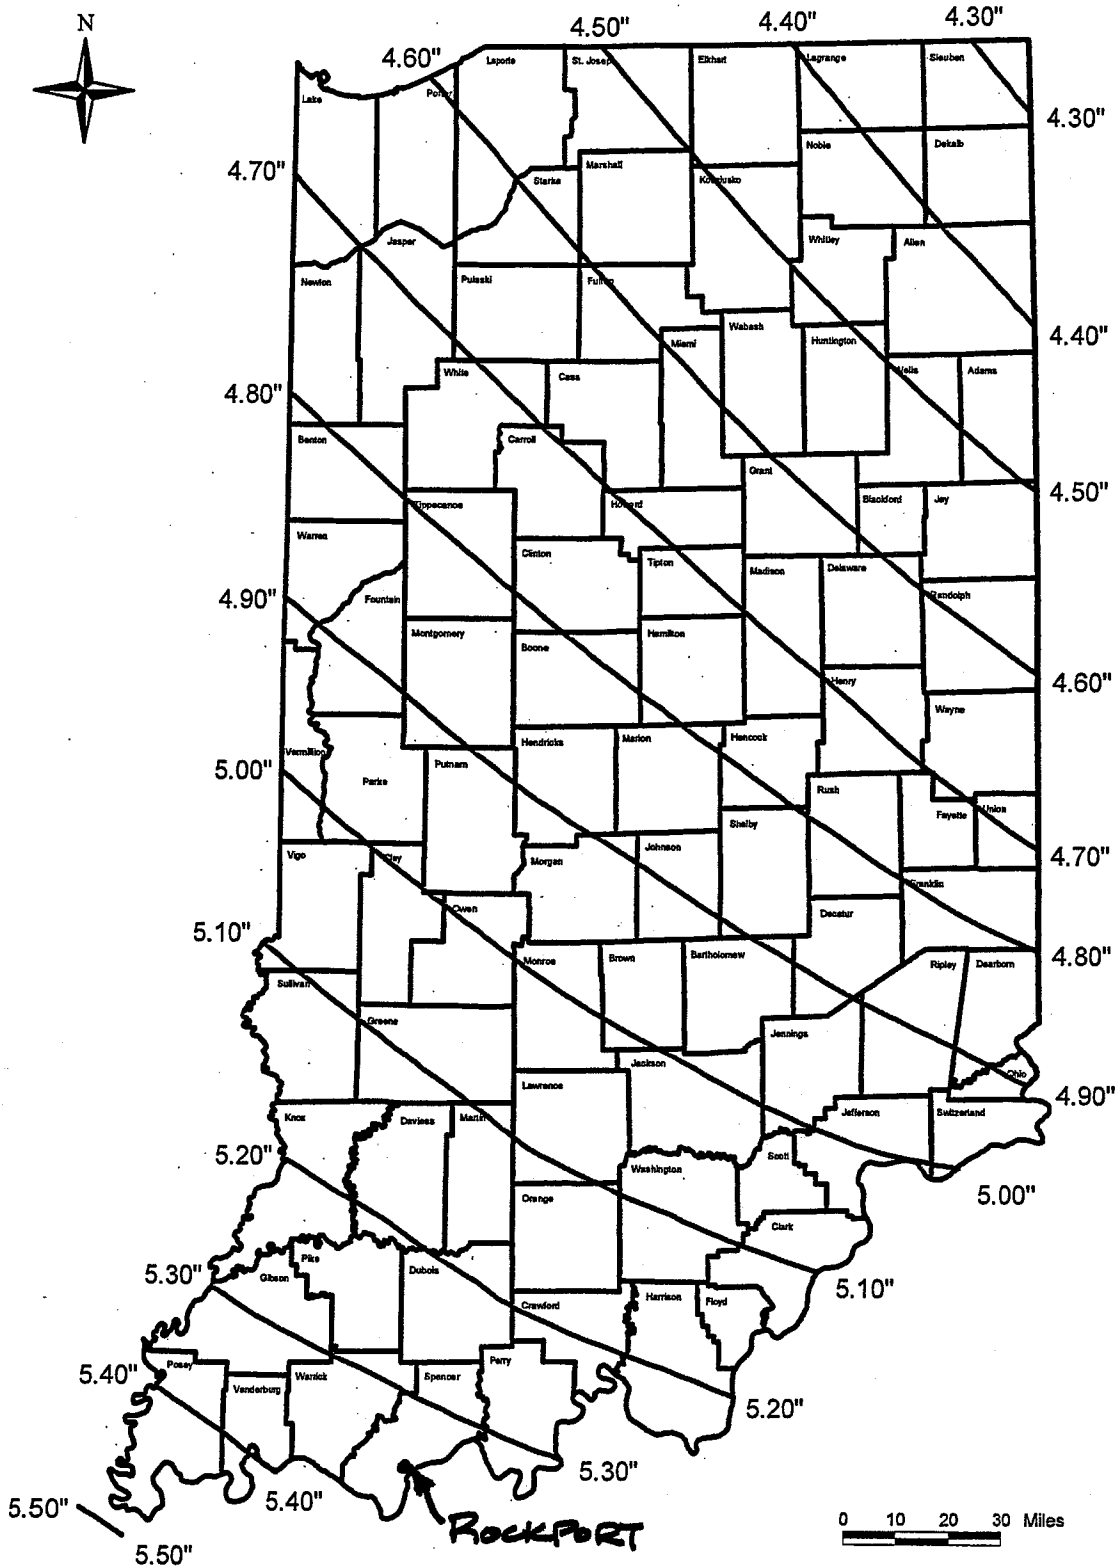 N
4.60"
4.50"
4.40"
4.30"
Laporte
St. Josep
Elkhart
Lagrange
Steuben
Lake
Porter
4.30"
4.70"
Noble
Dekalb
Marshall
Starke
Kosciusko
Jasper
Whitley
Allen
Newton
Pulaski
Fulton
4.40"
Wabash
Huntington
Miami
White
Cass
Wells
Adams
4.80"
Benton
Carroll
Grant
4.50"
Tippecanoe
Howard
Blackford
Jay
Warren
Clinton
Tipton
Madison
Delaware
4.90"
Fountain
Randolph
Montgomery
Boone
Hamilton
4.60"
Henry
Wayne
Vermillion
Hendricks
Marion
Hancock
5.00"
Parke
Putnam
Rush
Fayette
Union
Shelby
4.70"
Vigo
Clay
Morgan
Johnson
Franklin
Owen
Decatur
5.10"
Monroe
Brown
Bartholomew
Ripley
Dearborn
4.80"
Sullivan
Greene
Jennings
Jackson
Ohio
Lawrence
4.90"
Knox
Daviess
Martin
Jefferson
Switzerland
5.20"
Washington
Scott
Orange
5.00"
Clark
Pike
Gibson
Dubois
5.30"
5.10"
Crawford
Harrison
Floyd
5.40"
Posey
Vanderburg
Warrick
Spencer
Perry
5.20"
5.30"
5.50"
5.40"
ROCKPORT
0 10 20 30 Miles
5.50"